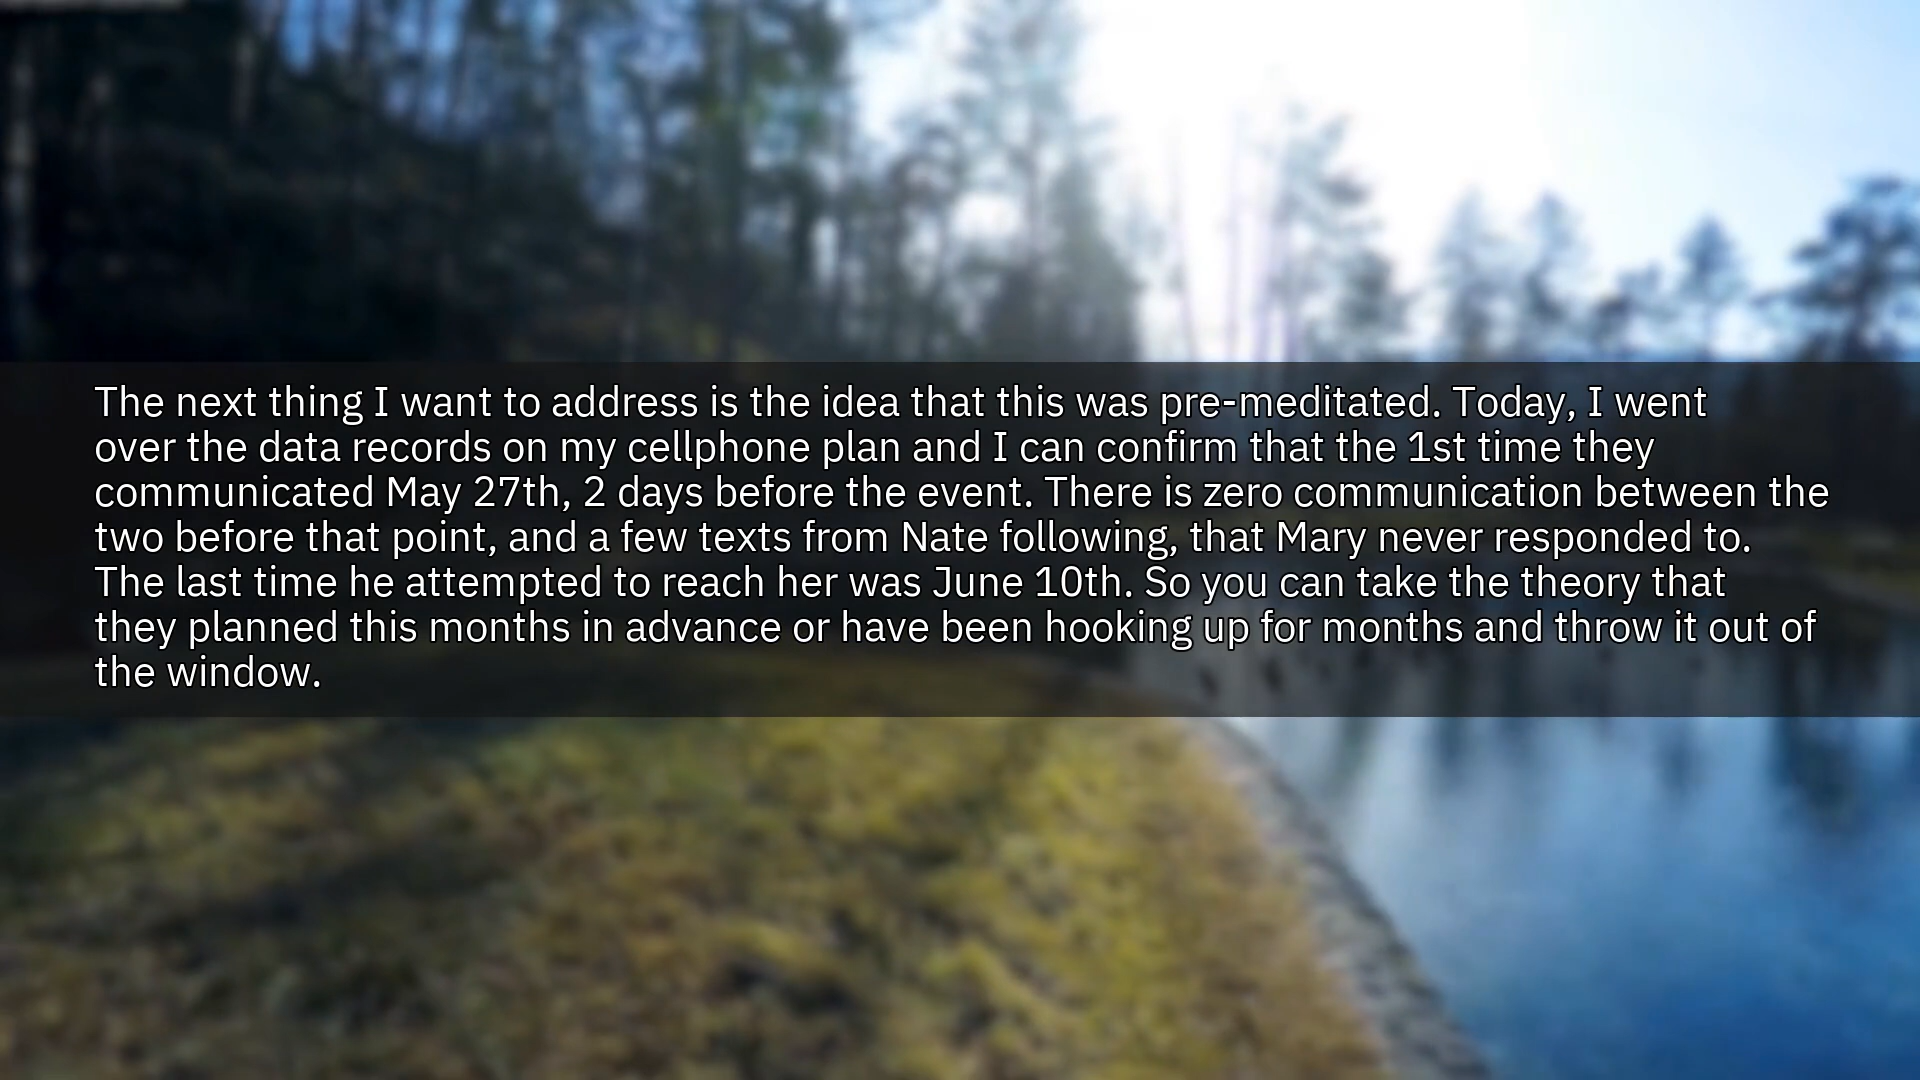 The next thing I want to address is the idea that this was pre-meditated. Today, I went
over the data records on my cellphone plan and I can confirm that the 1st time they
communicated May 27th, 2 days before the event. There is zero communication between the
two before that point, and a few texts from Nate following, that Mary never responded to.
The last time he attempted to reach her was June 10th. So you can take the theory that
they planned this months in advance or have been hooking up for months and throw it out of
the window.